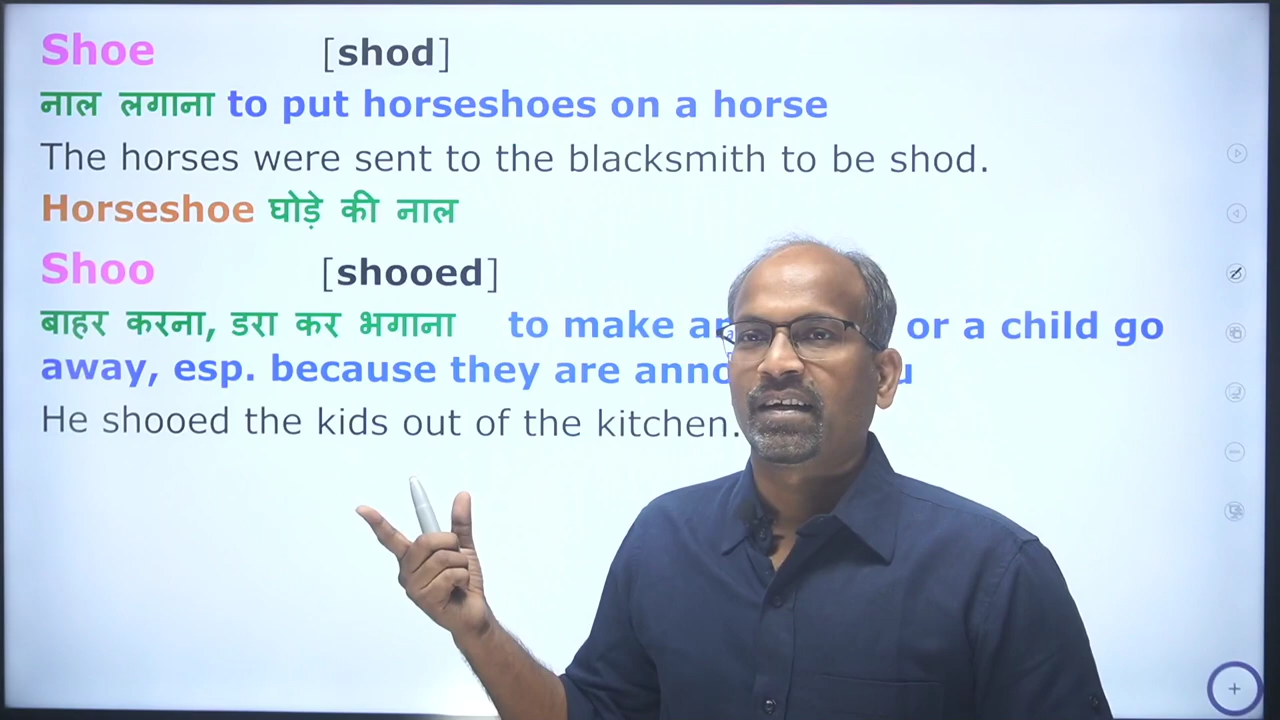 Shoe [shod]
नाल लगाना to put horseshoes on a horse
The horses were sent to the blacksmith to be shod.
Horseshoe घोड़े की नाल
Shoo [shooed]
बाहर करना, डरा कर भगाना to make or a child go
away, esp. because they are
He shooed the kids out of the kitchen.